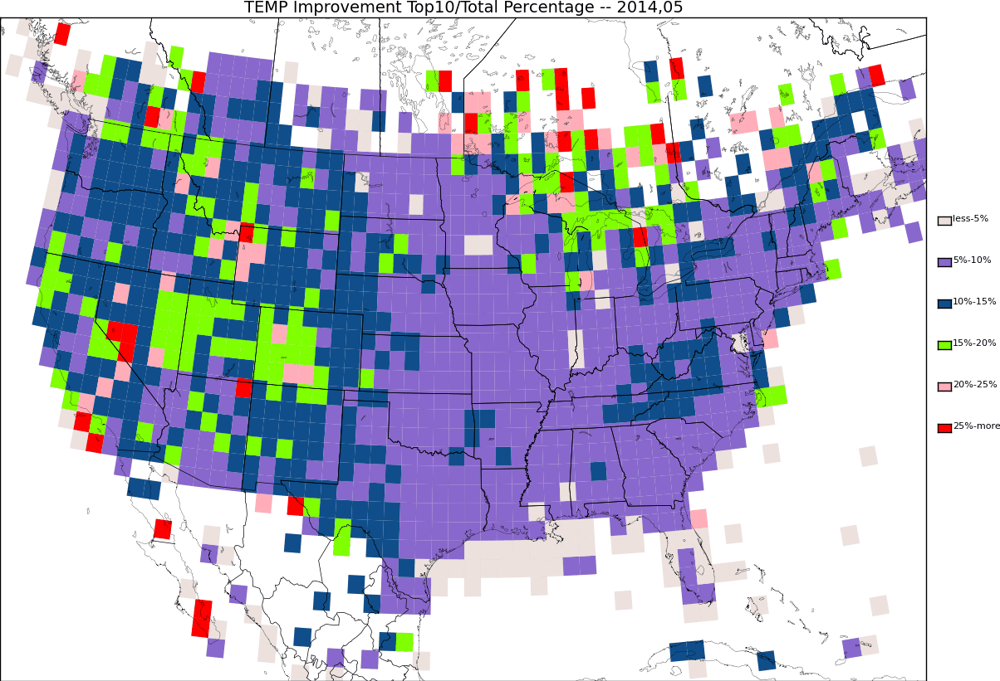 TEMP Improvement Top10/Total Percentage -- 2014,05
less-5%
5%-10%
10%-15%
15%-20%
20%-25%
25%-more